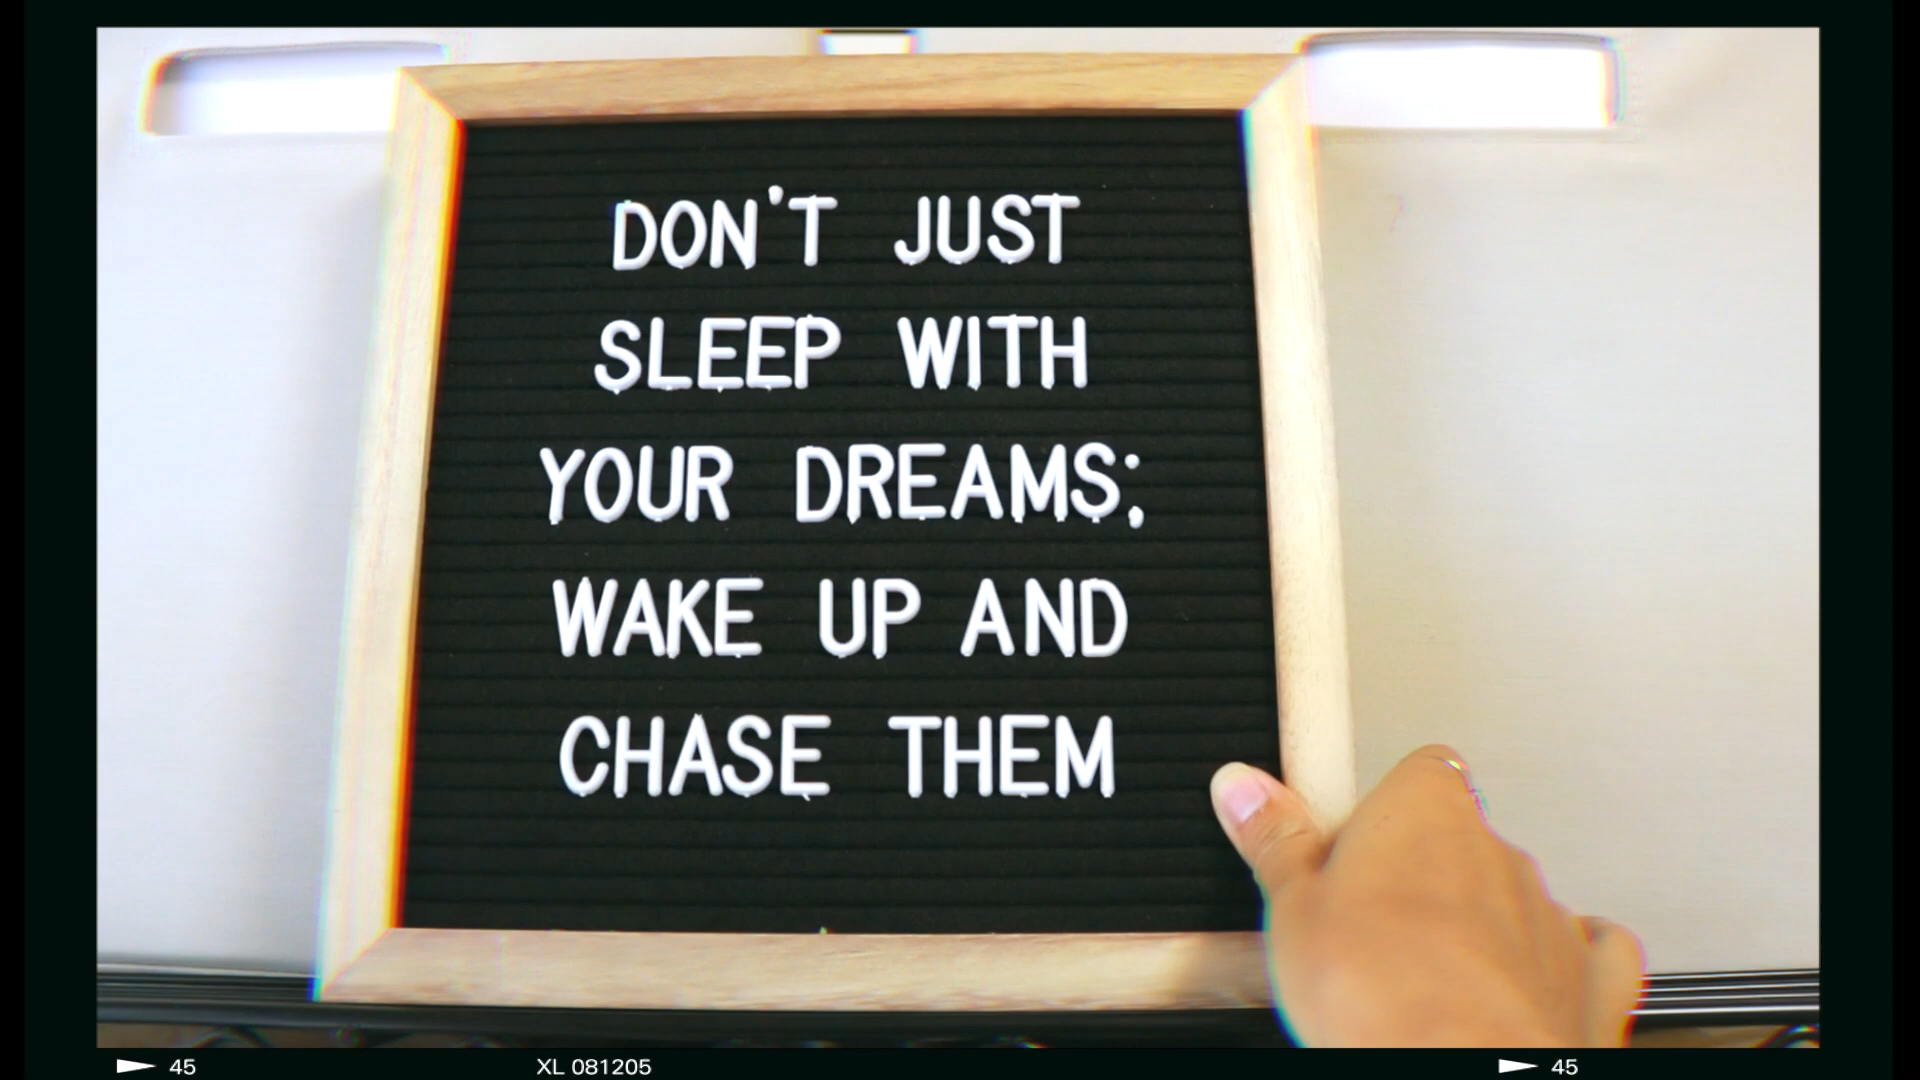 DON'T JUST
SLEEP WITH
YOUR DREAMS;
WAKE UP AND
CHASE THEM
45 XL 081205 45